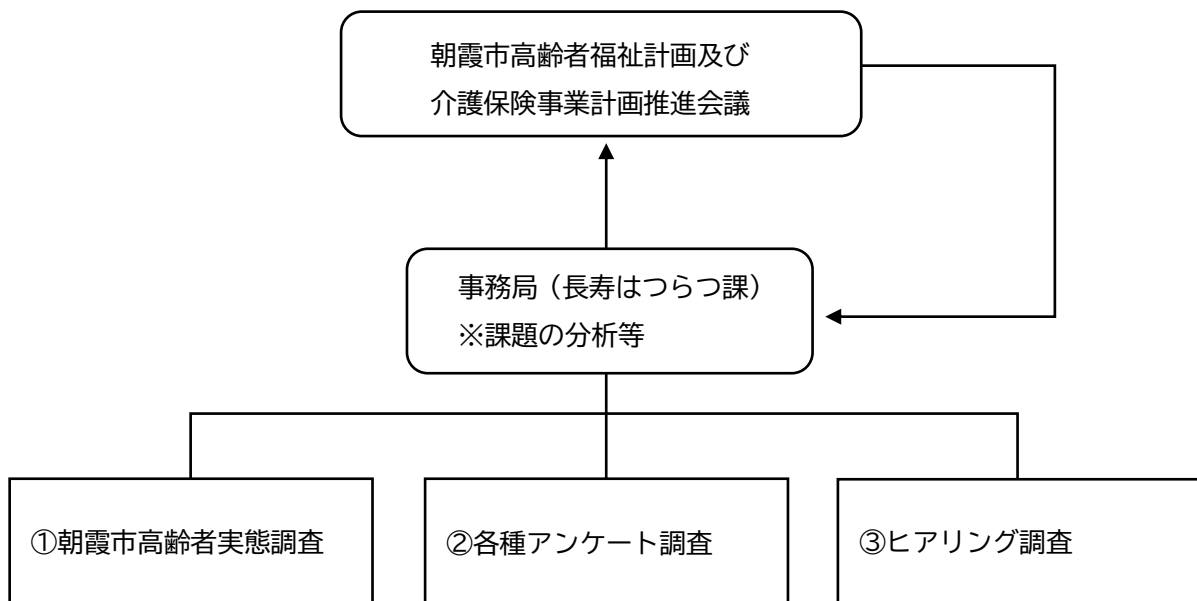 朝霞市高齢者福祉計画及び
介護保険事業計画推進会議
事務局（長寿はつらつ課）
※課題の分析等
①朝霞市高齢者実態調査
②各種アンケート調査
③ヒアリング調査